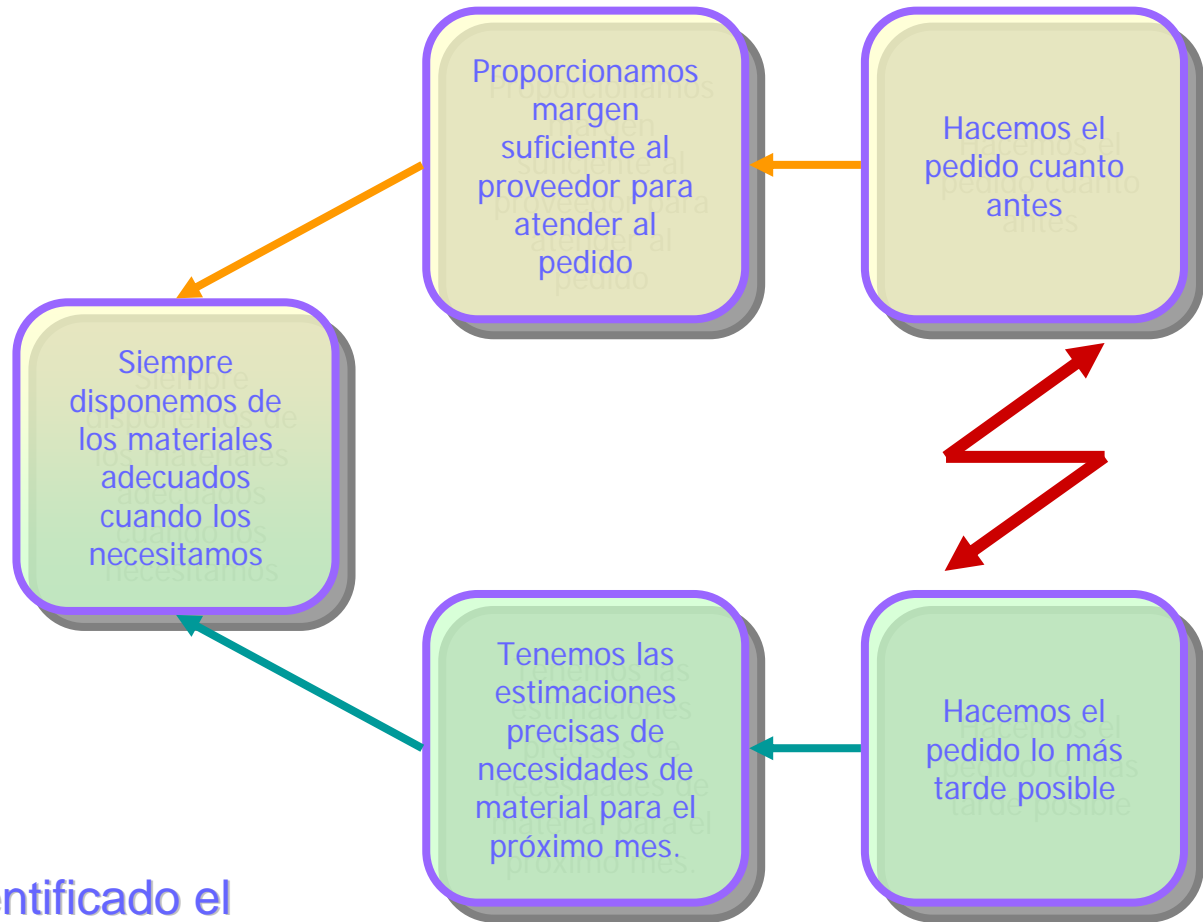 Proporcionamos
margen
suficiente al
proveedor para
atender al
pedido
Hacemos el
pedido cuanto
antes
Siempre
disponemos de
los materiales
adecuados
cuando los
necesitamos
Tenemos las
estimaciones
precisas de
necesidades de
material para el
próximo mes.
Hacemos el
pedido lo más
tarde posible
entificado el